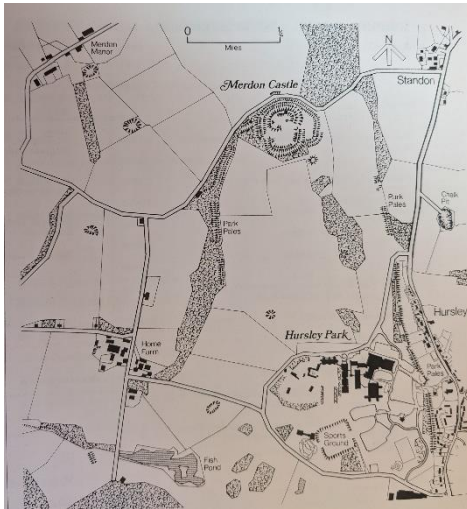 Merdon
Manor
0
Miles
N
Merdon Castle
Standon
Park
Pales
Park
Pales
Chalk
Pit
Hursley
Hursley Park
Home
Farm
Park
Pales
Sports
Ground
Fish
Pond